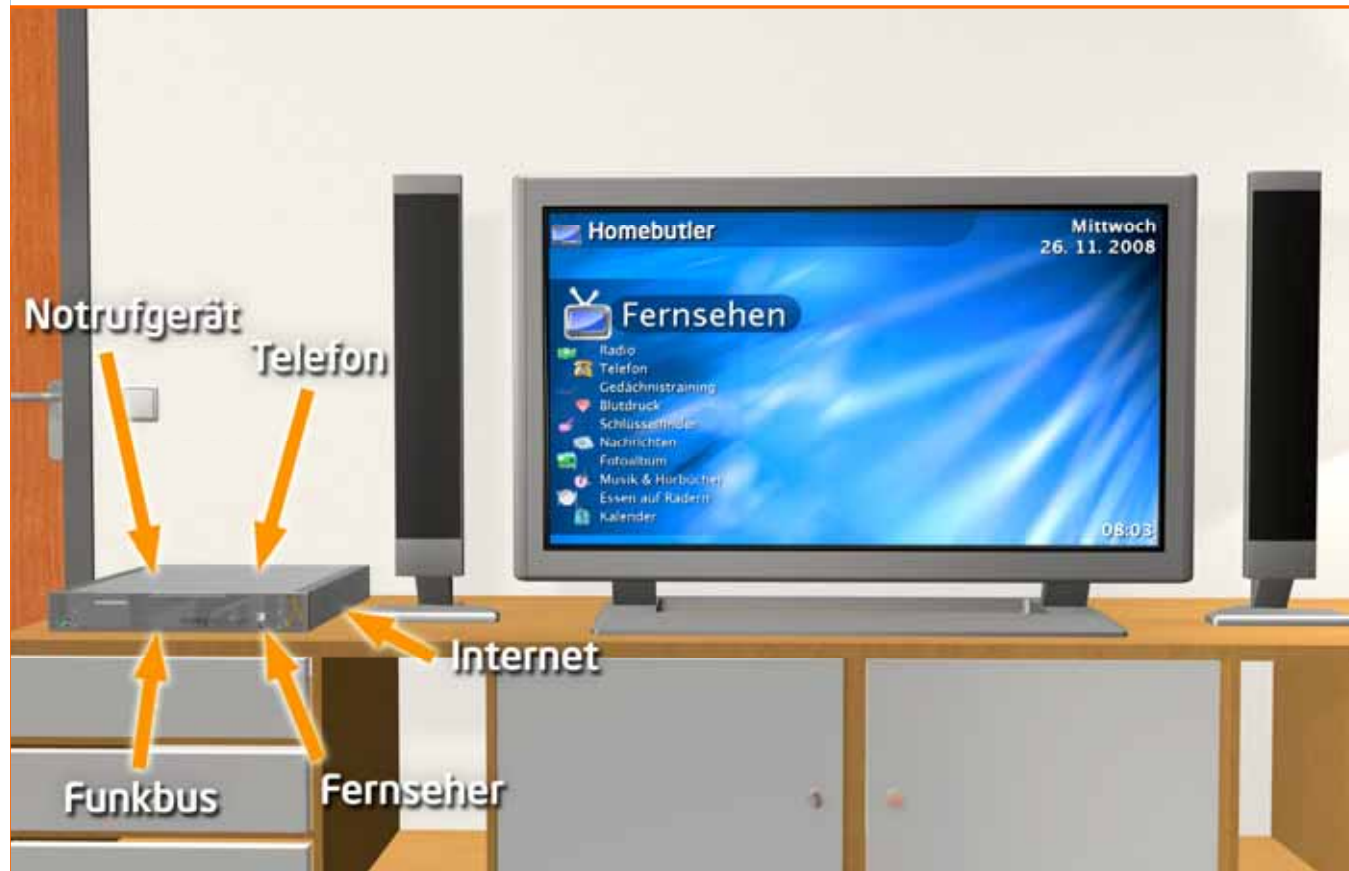 Homebutler
Mittwoch
26. 11. 2008
Fernsehen
Radio
Telefon
Gedächnistraining
Blutdruck
Schlüsselfinder
Nachrichten
Fotoalbum
Musik & Hörbücher
Essen auf Rädern
Kalender
08:03
Notrufgerät
Telefon
Internet
Funkbus
Fernseher